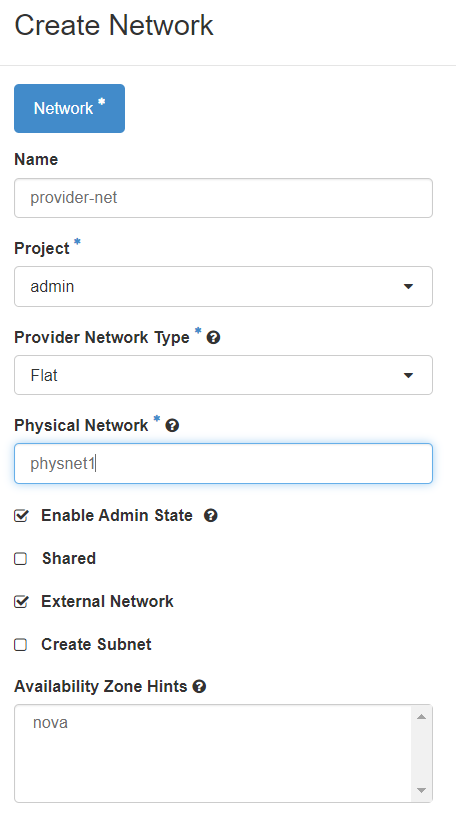 Create Network
Network *
Name
provider-net
Project *
admin
Provider Network Type * ?
Flat
Physical Network * ?
physnet1
Enable Admin State ?
Shared
External Network
Create Subnet
Availability Zone Hints ?
nova